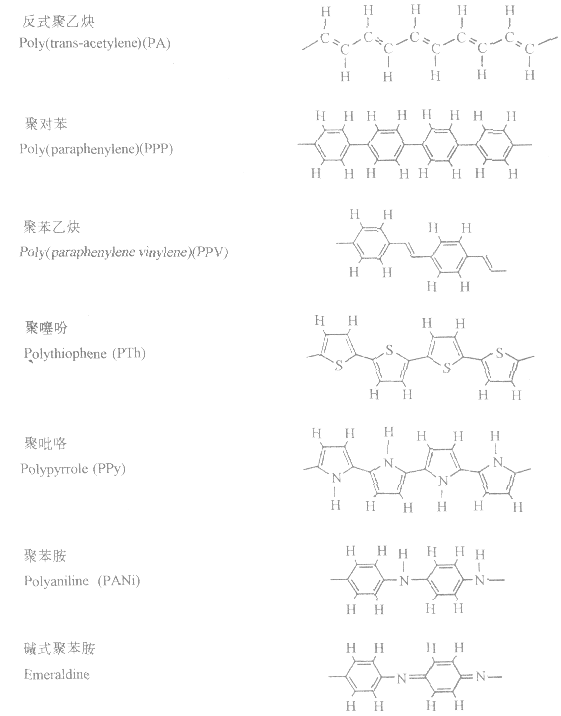 反式聚乙炔
Poly(trans-acetylene)(PA)
聚对苯
Poly(paraphenylene)(PPP)
聚苯乙炔
Poly(paraphenylene vinylene)(PPV)
聚噻吩
Polythiophene (PTh)
聚吡咯
Polypyrrole (PPy)
聚苯胺
Polyaniline (PANi)
碱式聚苯胺
Emeraldine
H H H H H
C C C C C C C C C C
H H H H H
H H H H H H H H
H H H H H H H H
H H H H
H H H H
H H H H
S S S S
H H H H
H H H H H H
N N N N
H H H H H H
H H H H H H
N N
H H H H
H H H H
N N
H H H H